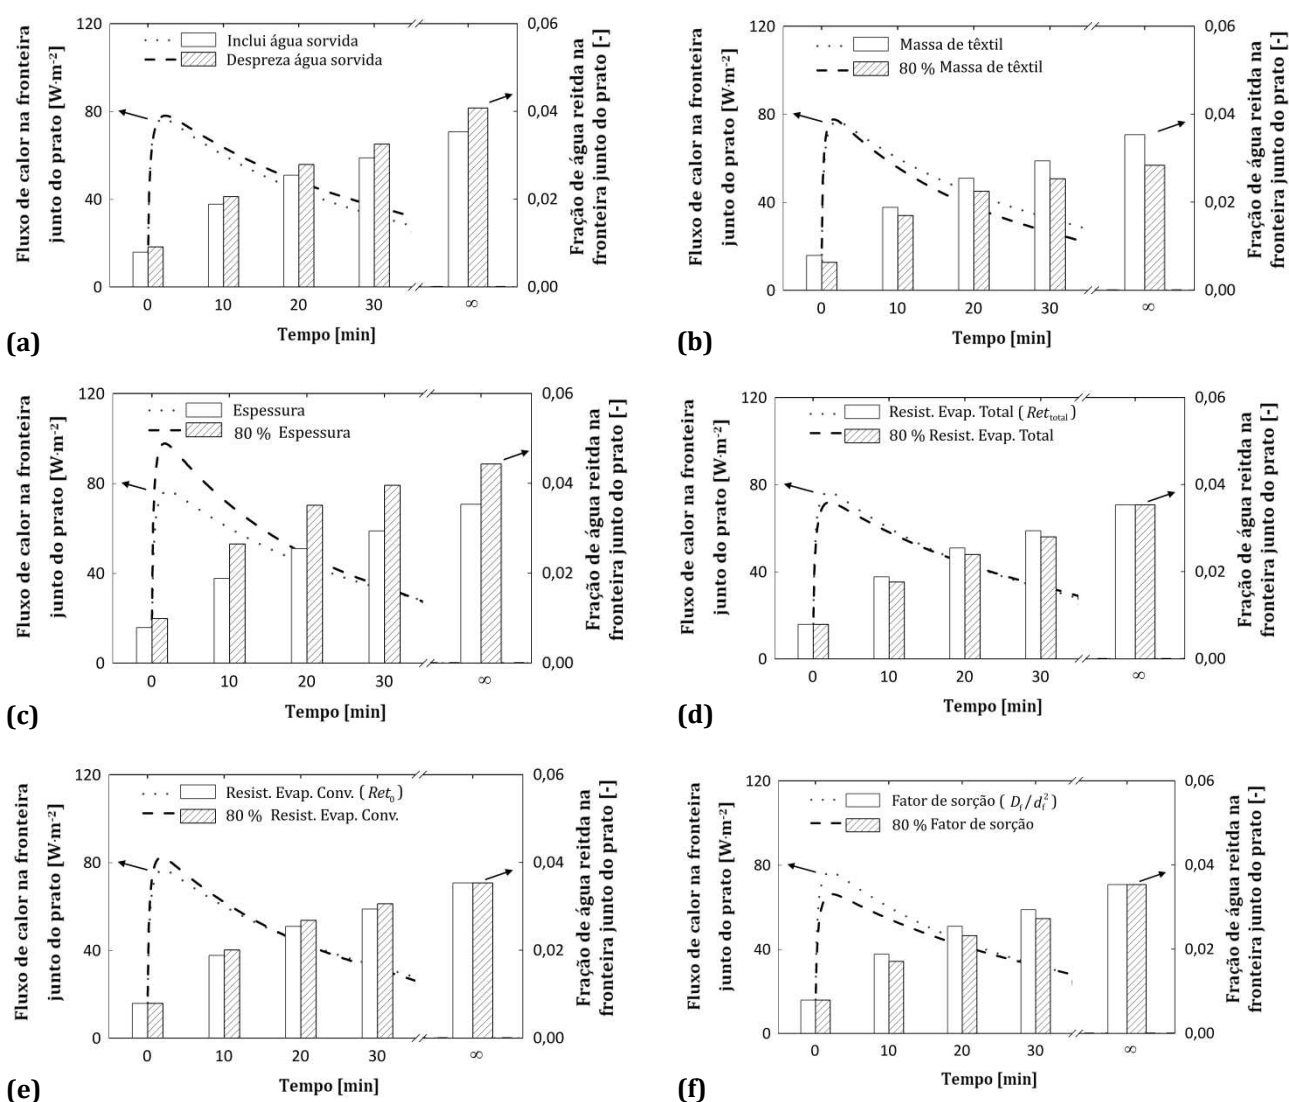 Fluxo de calor na fronteira
junto do prato [W·m⁻²]
120
80
40
0
Inclui água sorvida
Despreza água sorvida
0,06
0,04
0,02
0,00
Fração de água reitda na
fronteira junto do prato [-]
0 10 20 30 ∞
Tempo [min]
(a)
Fluxo de calor na fronteira
junto do prato [W·m⁻²]
120
80
40
0
Massa de têxtil
80 % Massa de têxtil
0,06
0,04
0,02
0,00
Fração de água reitda na
fronteira junto do prato [-]
0 10 20 30 ∞
Tempo [min]
(b)
Fluxo de calor na fronteira
junto do prato [W·m⁻²]
120
80
40
0
Espessura
80 % Espessura
0,06
0,04
0,02
0,00
Fração de água reitda na
fronteira junto do prato [-]
0 10 20 30 ∞
Tempo [min]
(c)
Fluxo de calor na fronteira
junto do prato [W·m⁻²]
120
80
40
0
Resist. Evap. Total (Ret_total)
80 % Resist. Evap. Total
0,06
0,04
0,02
0,00
Fração de água reitda na
fronteira junto do prato [-]
0 10 20 30 ∞
Tempo [min]
(d)
Fluxo de calor na fronteira
junto do prato [W·m⁻²]
120
80
40
0
Resist. Evap. Conv. (Ret₀)
80 % Resist. Evap. Conv.
0,06
0,04
0,02
0,00
Fração de água reitda na
fronteira junto do prato [-]
0 10 20 30 ∞
Tempo [min]
(e)
Fluxo de calor na fronteira
junto do prato [W·m⁻²]
120
80
40
0
Fator de sorção (D_f/d_f²)
80 % Fator de sorção
0,06
0,04
0,02
0,00
Fração de água reitda na
fronteira junto do prato [-]
0 10 20 30 ∞
Tempo [min]
(f)